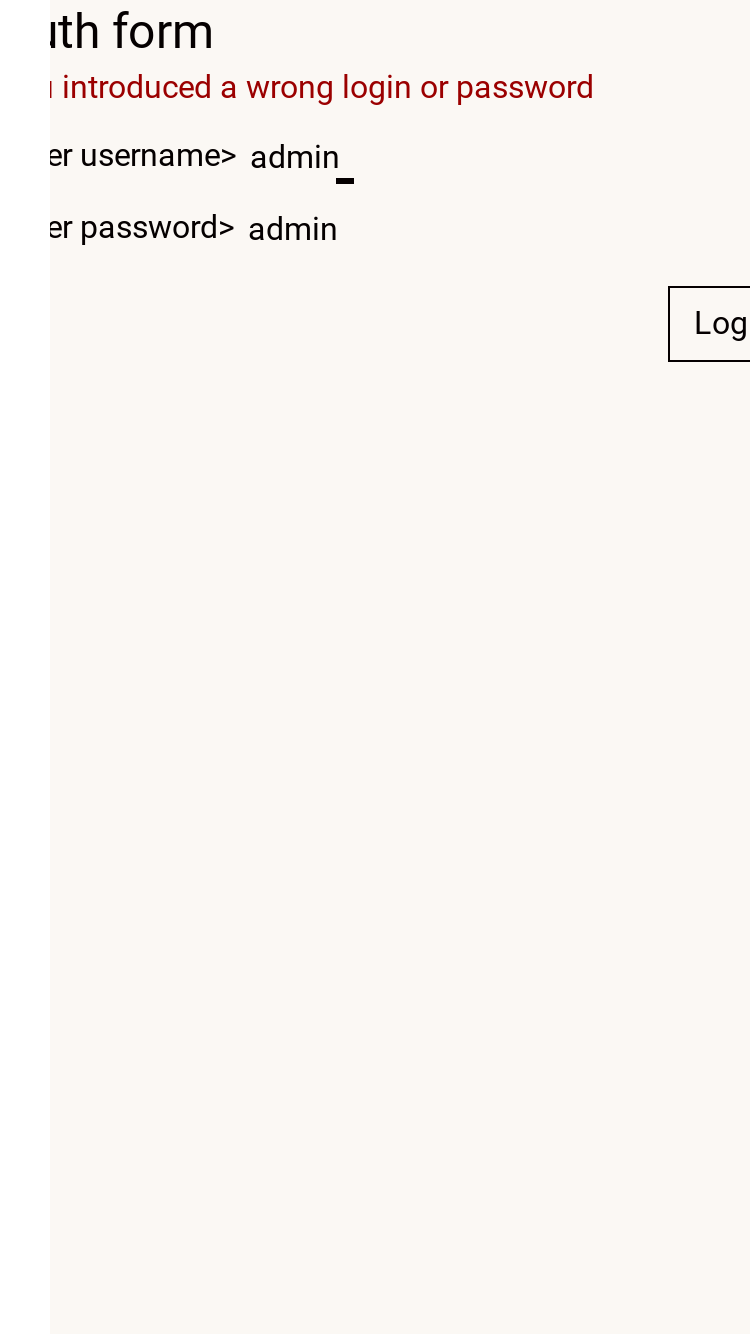 uth form
introduced a wrong login or password
er username> admin
er password> admin
Log